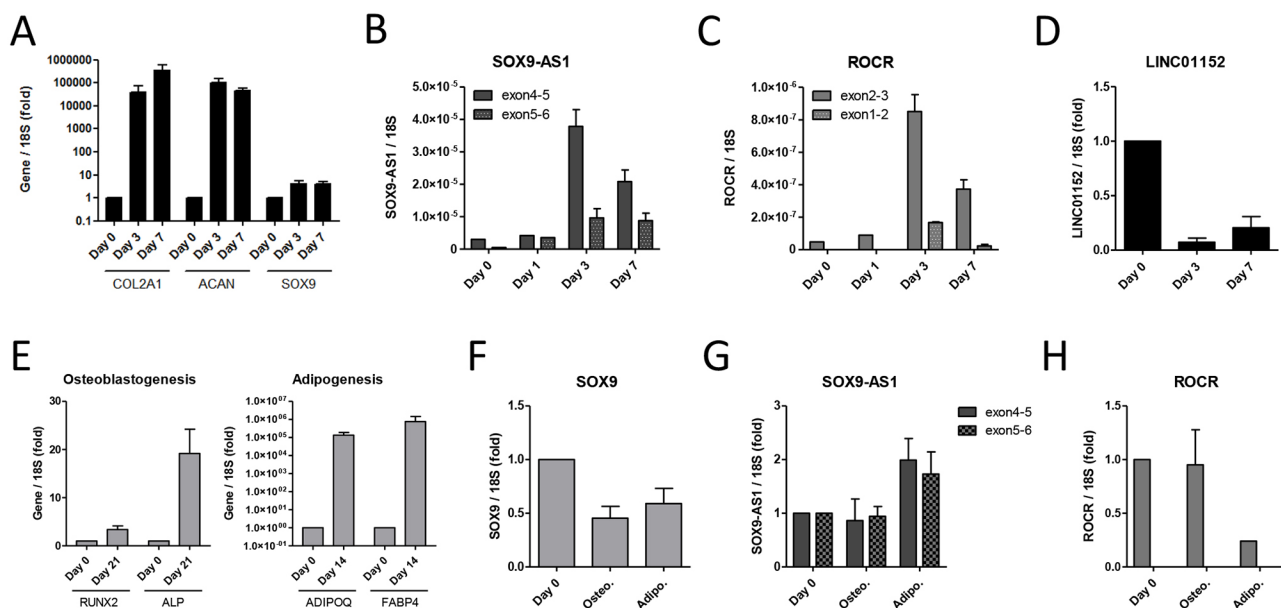 A
Gene / 18S (fold)
1000000
100000
10000
1000
100
10
1
0.1
Day 0
Day 3
Day 7
Day 0
Day 3
Day 7
Day 0
Day 3
Day 7
COL2A1
ACAN
SOX9
B
SOX9-AS1
SOX9-AS1 / 18S
5.0×10⁻⁵
4.0×10⁻⁵
3.0×10⁻⁵
2.0×10⁻⁵
1.0×10⁻⁵
0
exon4-5
exon5-6
Day 0
Day 1
Day 3
Day 7
C
ROCR
ROCR / 18S
1.0×10⁻⁶
8.0×10⁻⁷
6.0×10⁻⁷
4.0×10⁻⁷
2.0×10⁻⁷
0
exon2-3
exon1-2
Day 0
Day 1
Day 3
Day 7
D
LINC01152
LINC01152 / 18S (fold)
1.5
1.0
0.5
0.0
Day 0
Day 3
Day 7
E
Osteoblastogenesis
Gene / 18S (fold)
30
20
10
0
Day 0
Day 21
Day 0
Day 21
RUNX2
ALP
Adipogenesis
Gene / 18S (fold)
1.0×10⁰⁷
1.0×10⁰⁶
1.0×10⁰⁵
1.0×10⁰⁴
1.0×10⁰³
1.0×10⁰²
1.0×10⁰¹
1.0×10⁰⁰
1.0×10⁻⁰¹
Day 0
Day 14
Day 0
Day 14
ADIPOQ
FABP4
F
SOX9
SOX9 / 18S (fold)
1.5
1.0
0.5
0.0
Day 0
Osteo.
Adipo.
G
SOX9-AS1
SOX9-AS1 / 18S (fold)
3
2
1
0
exon4-5
exon5-6
Day 0
Osteo.
Adipo.
H
ROCR
ROCR / 18S (fold)
1.5
1.0
0.5
0.0
Day 0
Osteo.
Adipo.